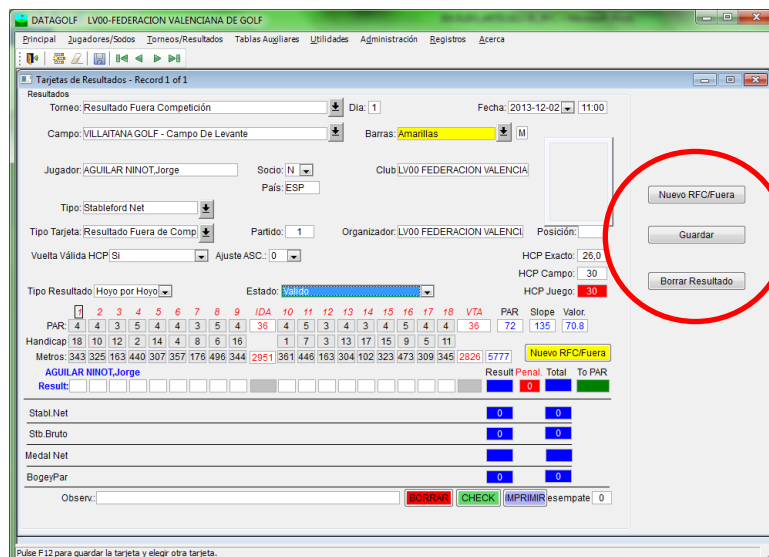 DATAGOLF LV00-FEDERACION VALENCIANA DE GOLF
Principal Jugadores/Socios Torneos/Resultados Tablas Auxiliares Utilidades Administración Registros Acerca
Tarjetas de Resultados - Record 1 of 1
Resultados
Torneo: Resultado Fuera Competición Dia: 1 Fecha: 2013-12-02 11:00
Campo: VILLAITANA GOLF - Campo De Levante Barras: Amarillas M
Jugador: AGUILAR NINOT,Jorge Socio: N Club LV00 FEDERACION VALENCIA
País: ESP
Nuevo RFC/Fuera
Tipo: Stableford Net
Tipo Tarjeta: Resultado Fuera de Comp Partido: 1 Organizador: LV00 FEDERACION VALENCI. Posición:
Guardar
Vuelta Válida HCP Si Ajuste ASC.: 0 HCP Exacto: 26,0
HCP Campo: 30
Borrar Resultado
Tipo Resultado Hoyo por Hoyo Estado: Valido HCP Juego: 30
1 2 3 4 5 6 7 8 9 IDA 10 11 12 13 14 15 16 17 18 VTA PAR Slope Valor.
PAR: 4 4 3 5 4 4 3 5 4 36 4 5 3 4 3 4 5 4 4 36 72 135 70.8
Handicap 18 10 12 2 14 4 8 6 16 1 7 3 13 17 15 9 5 11
Metros: 343 325 163 440 307 357 176 496 344 2951 361 446 163 304 102 323 473 309 345 2826 5777 Nuevo RFC/Fuera
AGUILAR NINOT,Jorge Result Penal. Total To PAR
Result: 0
Stabl.Net 0 0
Stb.Bruto 0 0
Medal Net
BogeyPar 0 0
Observ.: BORRAR CHECK IMPRIMIR esempate 0
Pulse F12 para guardar la tarjeta y elegir otra tarjeta.